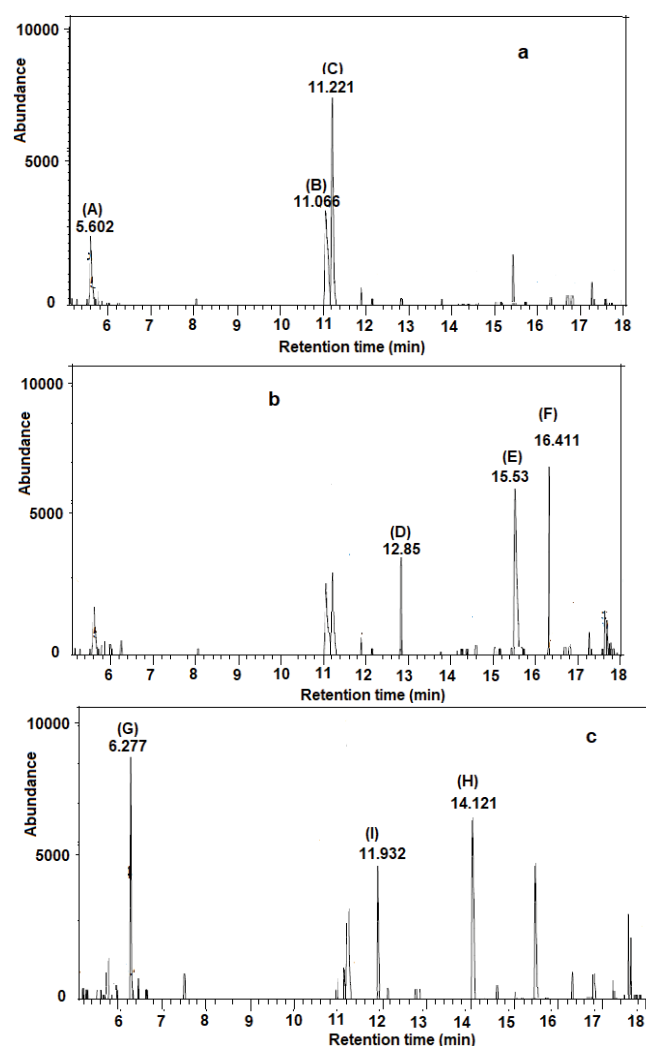 10000
a
(C)
11.221
Abundance
5000
(B)
11.066
(A)
5.602
0
6 7 8 9 10 11 12 13 14 15 16 17 18
Retention time (min)
10000
b
(F)
16.411
Abundance
(E)
15.53
5000
(D)
12.85
0
6 7 8 9 10 11 12 13 14 15 16 17 18
Retention time (min)
10000
(G)
6.277
c
(H)
14.121
Abundance
(I)
11.932
5000
0
6 7 8 9 10 11 12 13 14 15 16 17 18
Retention time (min)